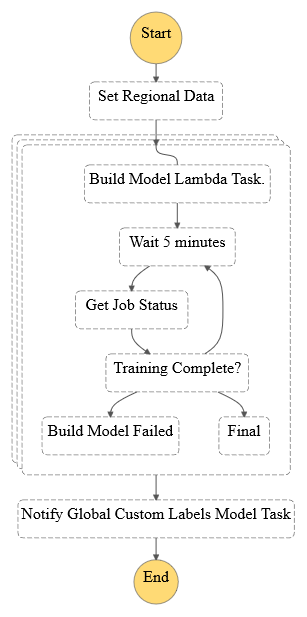 Start
Set Regional Data
Build Model Lambda Task.
Wait 5 minutes
Get Job Status
Training Complete?
Build Model Failed
Final
Notify Global Custom Labels Model Task
End